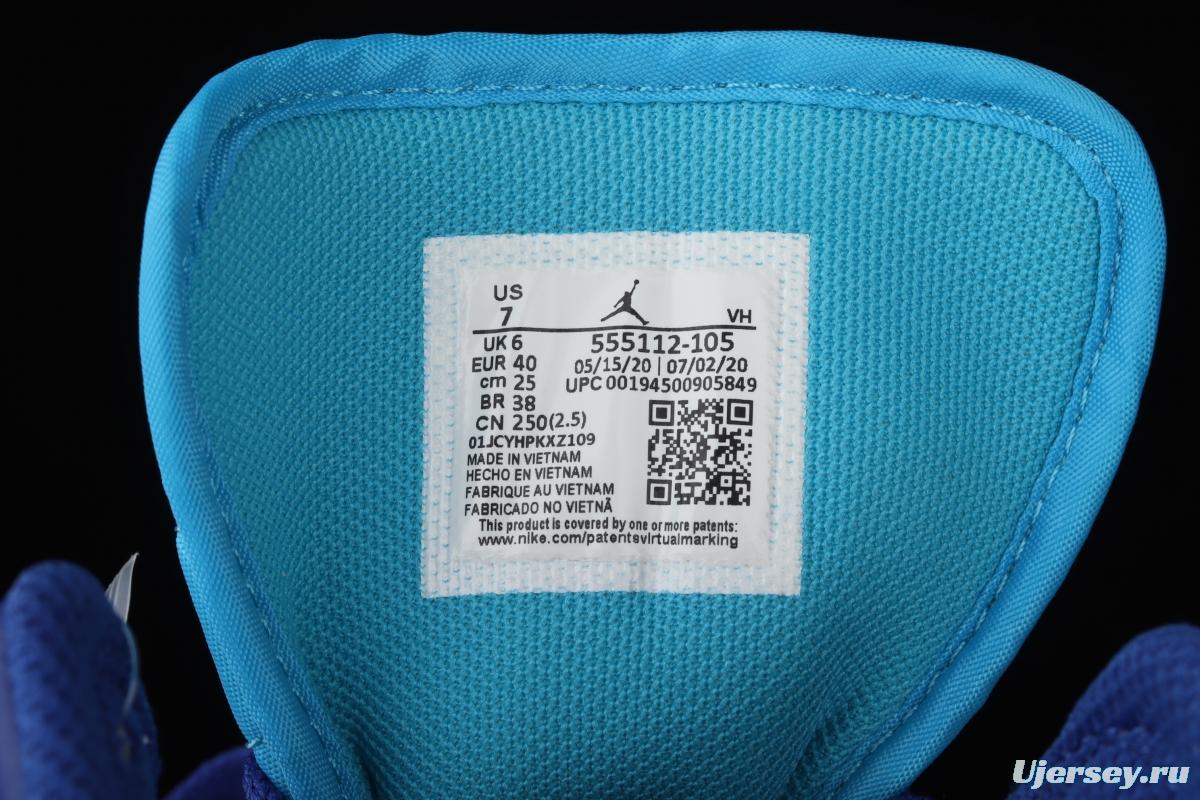 US
7
VH
UK 6
EUR 40
cm 25
BR 38
CN 250(2.5)
555112-105
05/15/20 | 07/02/20
UPC 00194500905849
01JCYHPKXZ109
MADE IN VIETNAM
HECHO EN VIETNAM
FABRIQUE AU VIETNAM
FABRICADO NO VIETNÃ
This product is covered by one or more patents:
www.nike.com/patentsvirtualmarking
Ujersey.ru